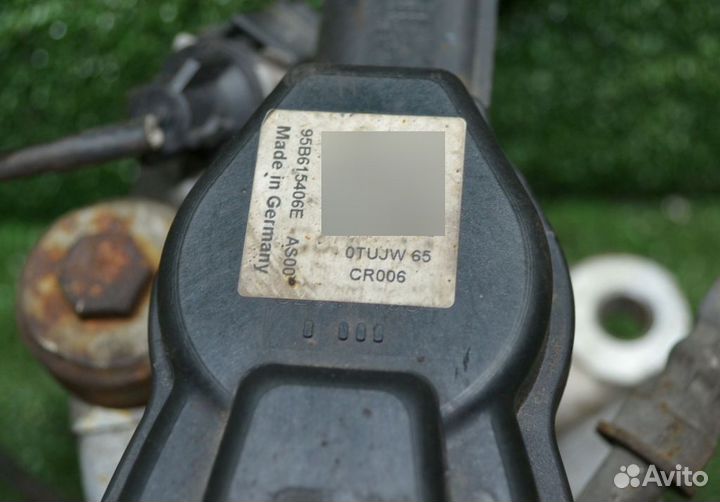 95B615406E AS00
Made in Germany
0TUJW 65
CR006
Avito